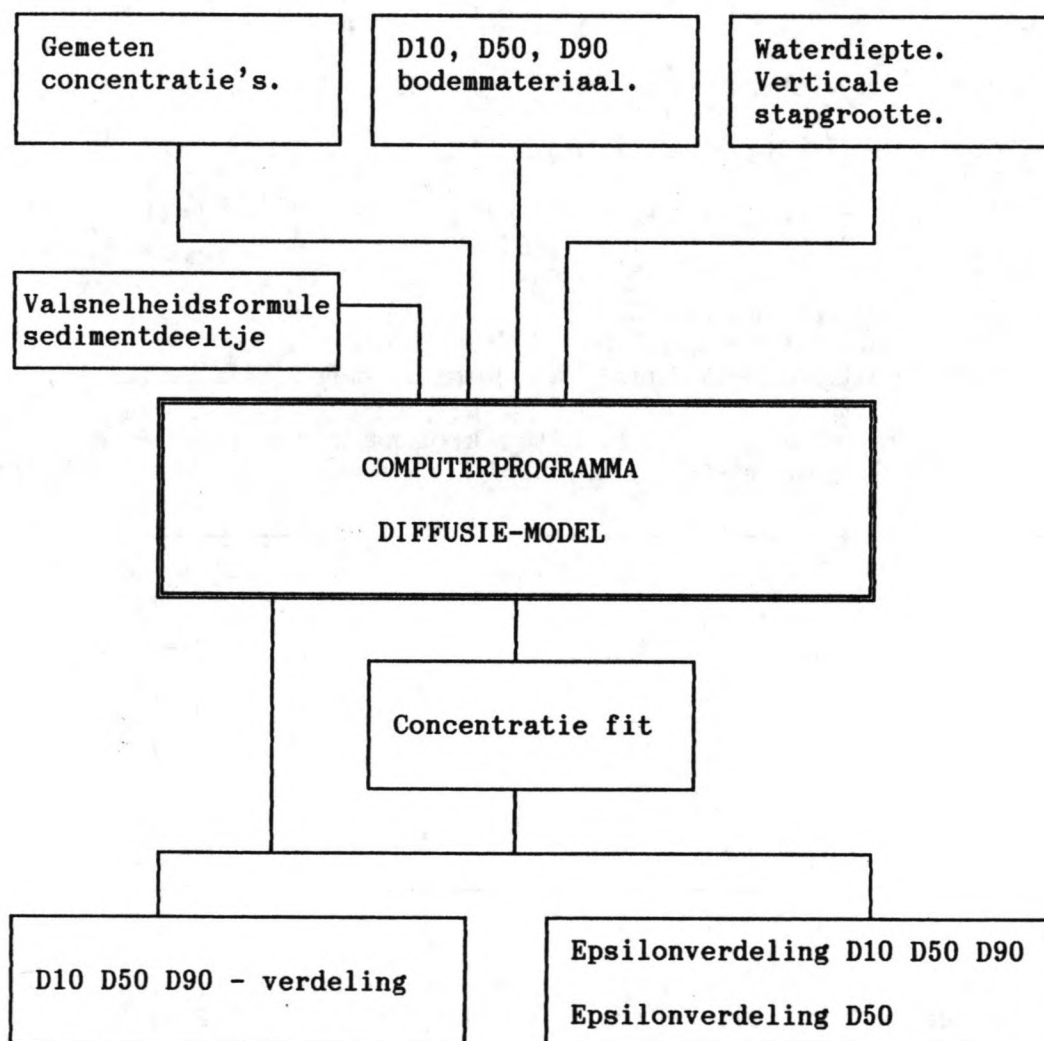 Gemeten
concentratie's.
D10, D50, D90
bodemmateriaal.
Waterdiepte.
Verticale
stapgrootte.
Valsnelheidsformule
sedimentdeeltje
COMPUTERPROGRAMMA
DIFFUSIE-MODEL
Concentratie fit
D10 D50 D90 - verdeling
Epsilonverdeling D10 D50 D90
Epsilonverdeling D50